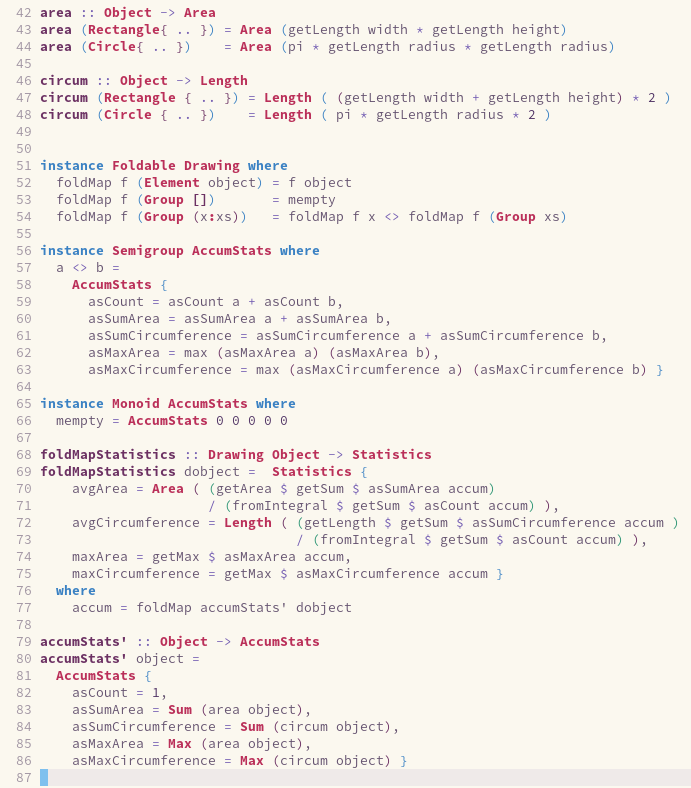 42 area :: Object -> Area
43 area (Rectangle{ .. }) = Area (getLength width * getLength height)
44 area (Circle{ .. })    = Area (pi * getLength radius * getLength radius)
45
46 circum :: Object -> Length
47 circum (Rectangle { .. }) = Length ( (getLength width + getLength height) * 2 )
48 circum (Circle { .. })    = Length ( pi * getLength radius * 2 )
49
50
51 instance Foldable Drawing where
52   foldMap f (Element object) = f object
53   foldMap f (Group [])       = mempty
54   foldMap f (Group (x:xs))   = foldMap f x <> foldMap f (Group xs)
55
56 instance Semigroup AccumStats where
57   a <> b =
58     AccumStats {
59       asCount = asCount a + asCount b,
60       asSumArea = asSumArea a + asSumArea b,
61       asSumCircumference = asSumCircumference a + asSumCircumference b,
62       asMaxArea = max (asMaxArea a) (asMaxArea b),
63       asMaxCircumference = max (asMaxCircumference a) (asMaxCircumference b) }
64
65 instance Monoid AccumStats where
66   mempty = AccumStats 0 0 0 0 0
67
68 foldMapStatistics :: Drawing Object -> Statistics
69 foldMapStatistics dobject =  Statistics {
70     avgArea = Area ( (getArea $ getSum $ asSumArea accum)
71                      / (fromIntegral $ getSum $ asCount accum) ),
72     avgCircumference = Length ( (getLength $ getSum $ asSumCircumference accum )
73                                 / (fromIntegral $ getSum $ asCount accum) ),
74     maxArea = getMax $ asMaxArea accum,
75     maxCircumference = getMax $ asMaxCircumference accum }
76   where
77     accum = foldMap accumStats' dobject
78
79 accumStats' :: Object -> AccumStats
80 accumStats' object =
81   AccumStats {
82     asCount = 1,
83     asSumArea = Sum (area object),
84     asSumCircumference = Sum (circum object),
85     asMaxArea = Max (area object),
86     asMaxCircumference = Max (circum object) }
87